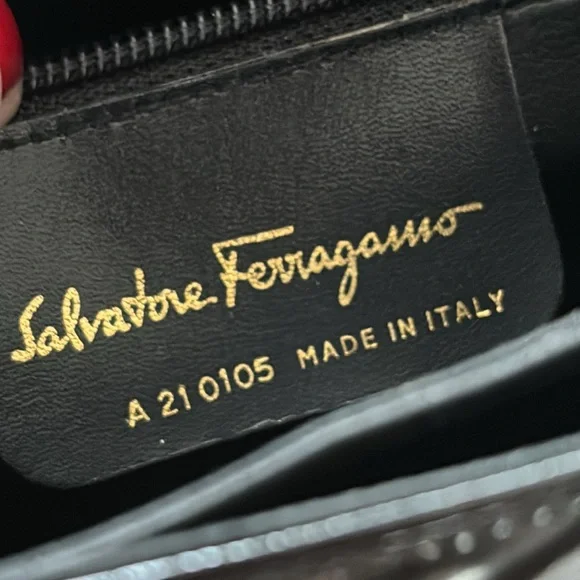 Salvatore Ferragamo
A 21 0105 MADE IN ITALY